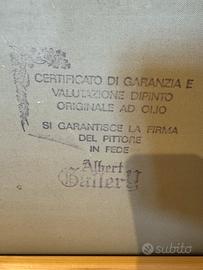 CERTIFICATO DI GARANZIA E
VALUTAZIONE DIPINTO
ORIGINALE AD OLIO
SI GARANTISCE LA FIRMA
DEL PITTORE
IN FEDE
Albert
Gallery
subito